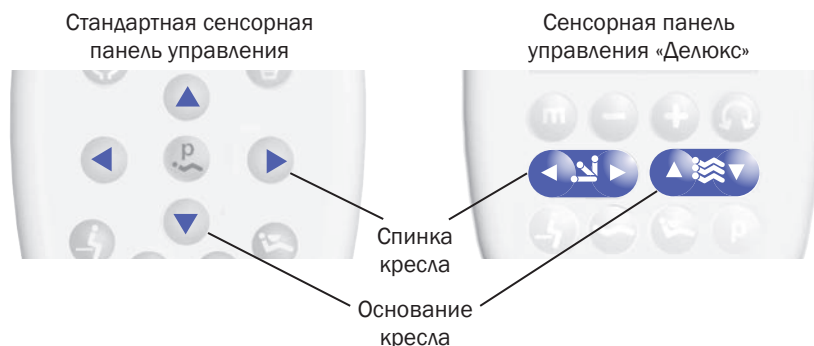 Стандартная сенсорная
панель управления
Сенсорная панель
управления «Делюкс»
p
m
p
Спинка
кресла
Основание
кресла